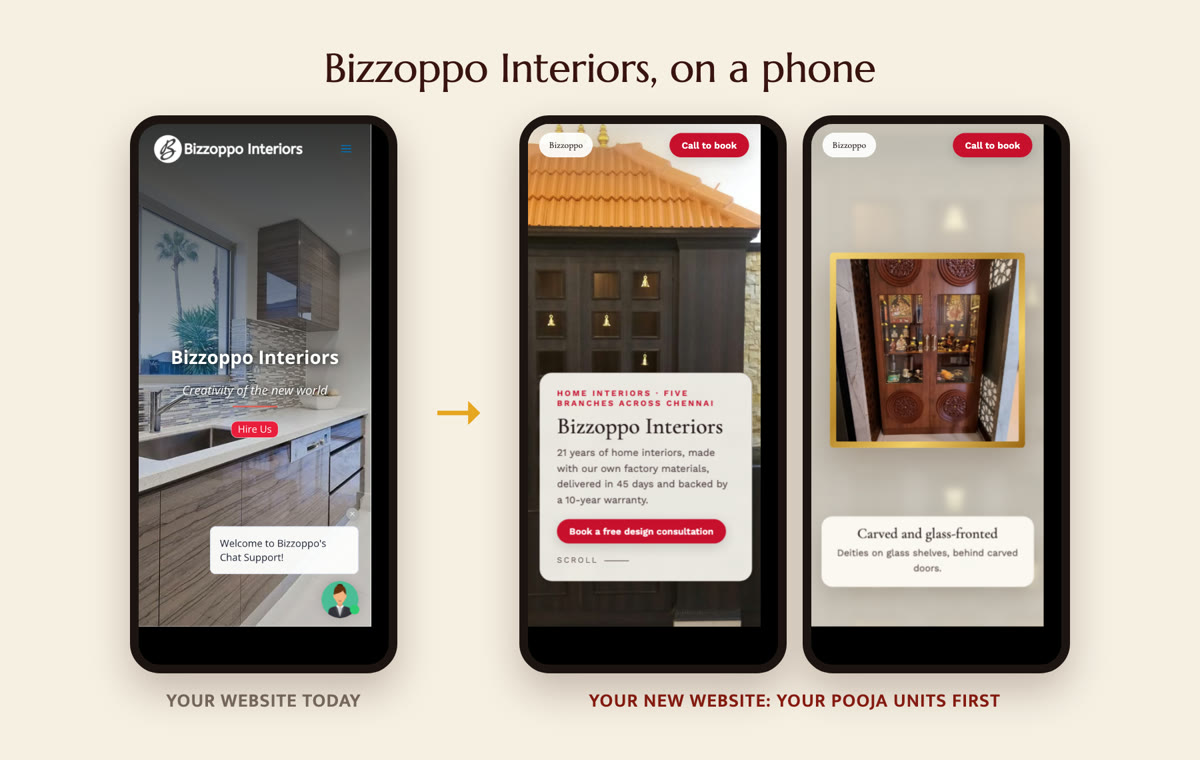 Bizzoppo Interiors, on a phone
Bizzoppo Interiors
Bizzoppo Interiors
Creativity of the new world
Hire Us
Welcome to Bizzoppo's
Chat Support!
YOUR WEBSITE TODAY
Bizzoppo
Call to book
HOME INTERIORS · FIVE
BRANCHES ACROSS CHENNAI
Bizzoppo Interiors
21 years of home interiors, made
with our own factory materials,
delivered in 45 days and backed by
a 10-year warranty.
Book a free design consultation
SCROLL
Bizzoppo
Call to book
Carved and glass-fronted
Deities on glass shelves, behind carved
doors.
YOUR NEW WEBSITE: YOUR POOJA UNITS FIRST